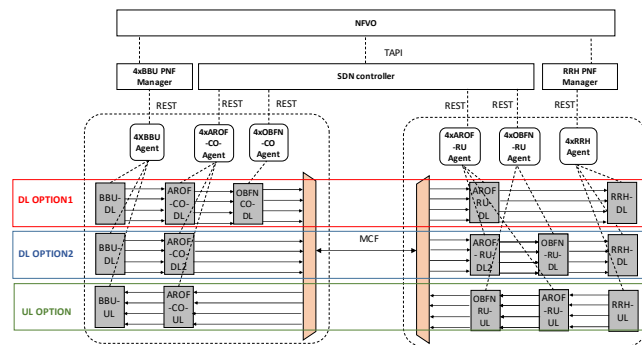 NFVO
TAPI
4xBBU PNF
Manager
SDN controller
RRH PNF
Manager
REST
REST
REST
REST
REST
REST
4XBBU
Agent
4xAROF
-CO-
Agent
4xOBFN
-CO
Agent
4xAROF
-RU
Agent
4xOBFN
-RU
Agent
4xRRH
Agent
DL OPTION1
BBU-
DL
AROF
-CO-
DL
OBFN
CO-
DL
AROF
-RU-
DL
RRH-
DL
DL OPTION2
BBU-
DL
AROF
-CO-
DL2
MCF
AROF
- RU-
DL2
OBFN
-RU-
DL
RRH-
DL
UL OPTION
BBU-
UL
AROF
-CO-
UL
OBFN
RU-
UL
AROF
-RU-
UL
RRH-
UL